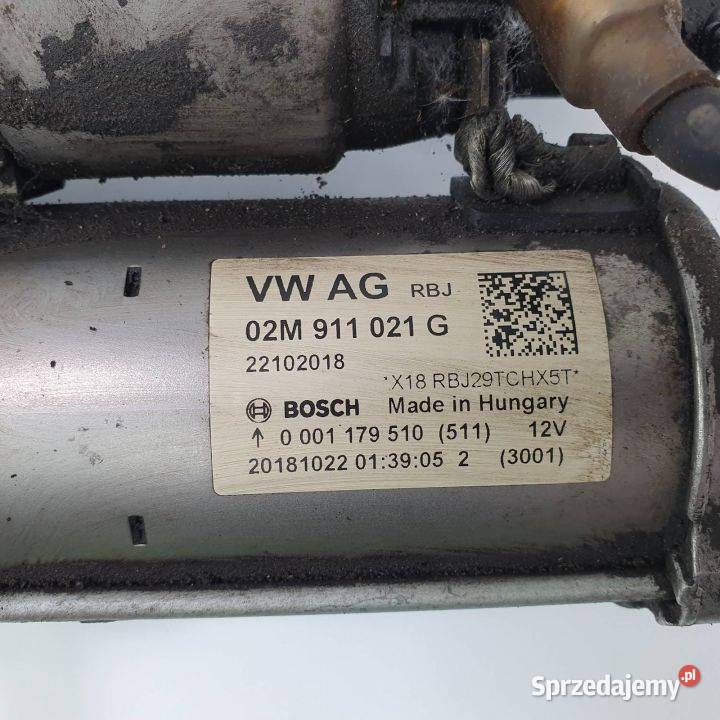 VW AG RBJ
02M 911 021 G
22102018
*X18 RBJ29TCHX5T*
BOSCH Made in Hungary
↑ 0 001 179 510 (511) 12V
20181022 01:39:05 2 (3001)
Sprzedajemy.pl